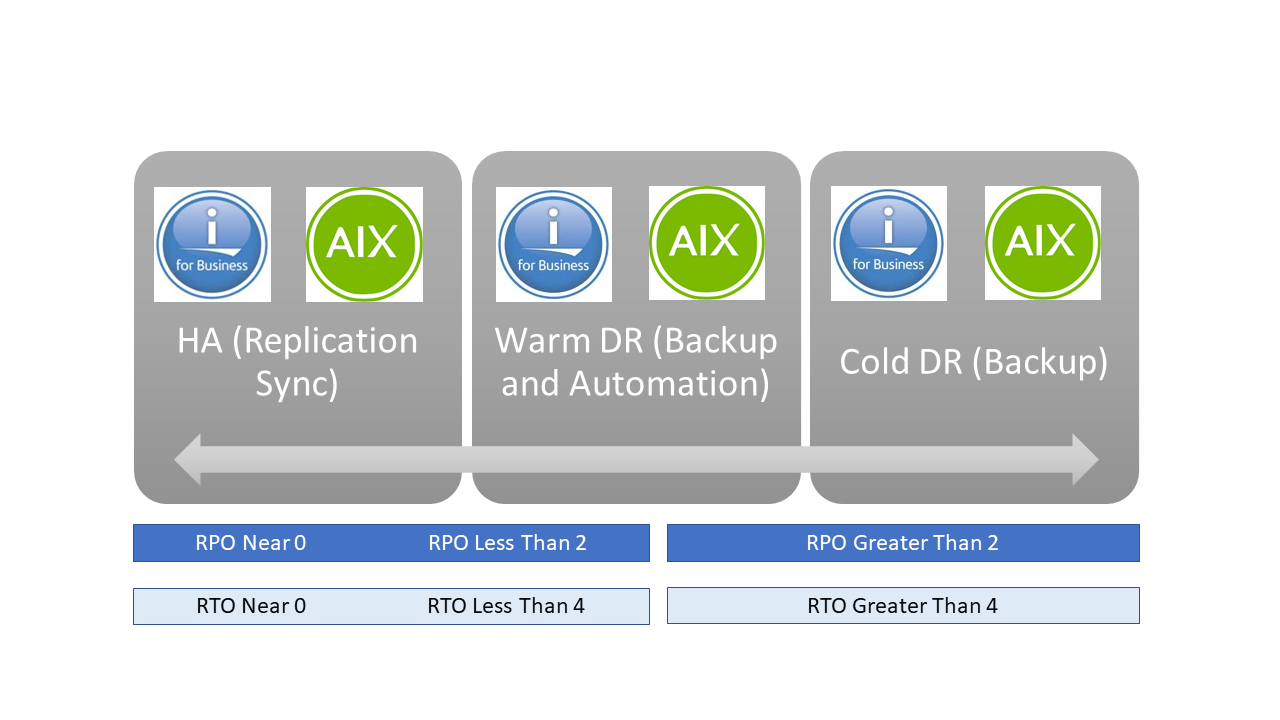 i
for Business
AIX
i
for Business
AIX
i
for Business
AIX
HA (Replication
Sync)
Warm DR (Backup
and Automation)
Cold DR (Backup)
RPO Near 0
RPO Less Than 2
RPO Greater Than 2
RTO Near 0
RTO Less Than 4
RTO Greater Than 4